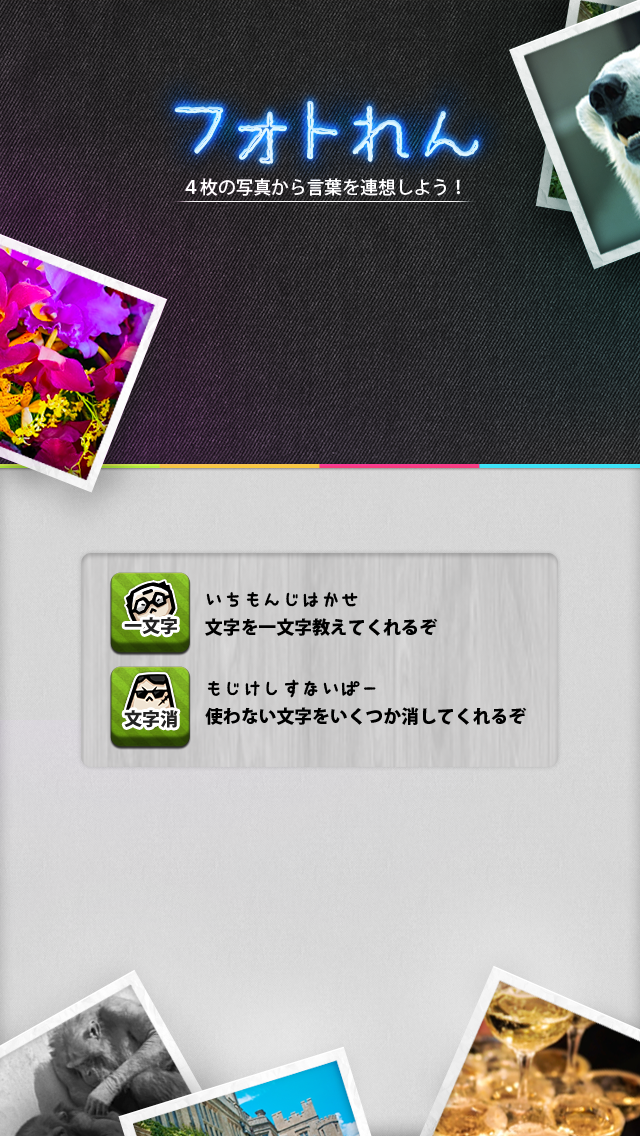 フォトれん
４枚の写真から言葉を連想しよう！
一文字
いちもんじはかせ
文字を一文字教えてくれるぞ
文字消
もじけしすないぱー
使わない文字をいくつか消してくれるぞ